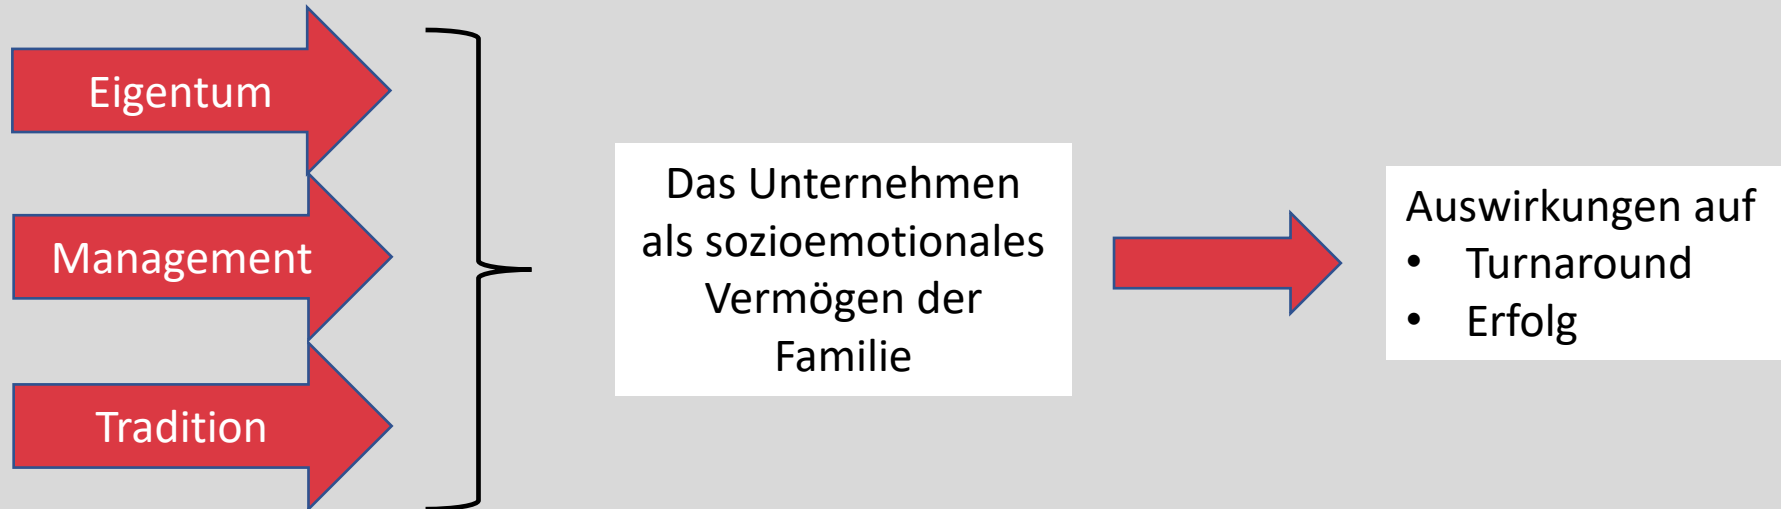 Eigentum
Management
Tradition
Das Unternehmen
als sozioemotionales
Vermögen der
Familie
Auswirkungen auf
• Turnaround
• Erfolg